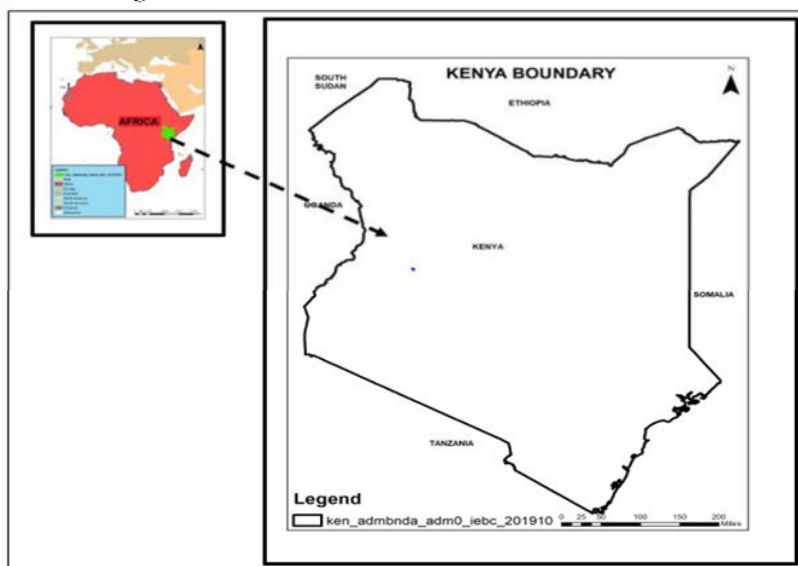 AFRICA
KENYA BOUNDARY
N
SOUTH
SUDAN
ETHIOPIA
UGANDA
KENYA
SOMALIA
TANZANIA
Legend
ken_admbnda_adm0_iebc_201910
0 25 50 100 150 200
Miles